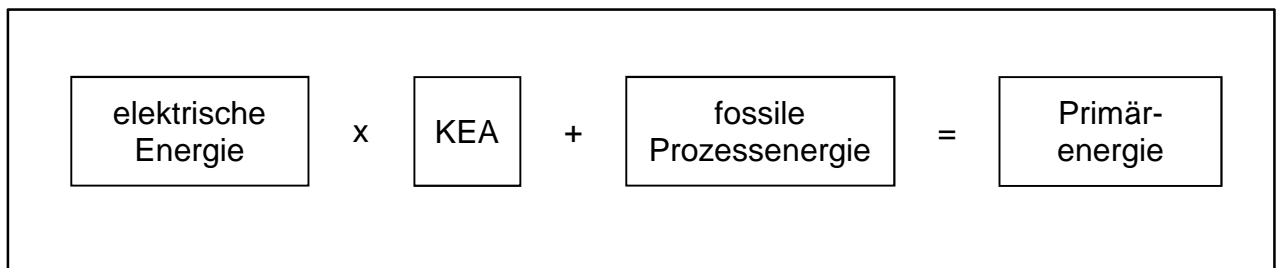 elektrische
Energie
x
KEA
+
fossile
Prozessenergie
=
Primär-
energie